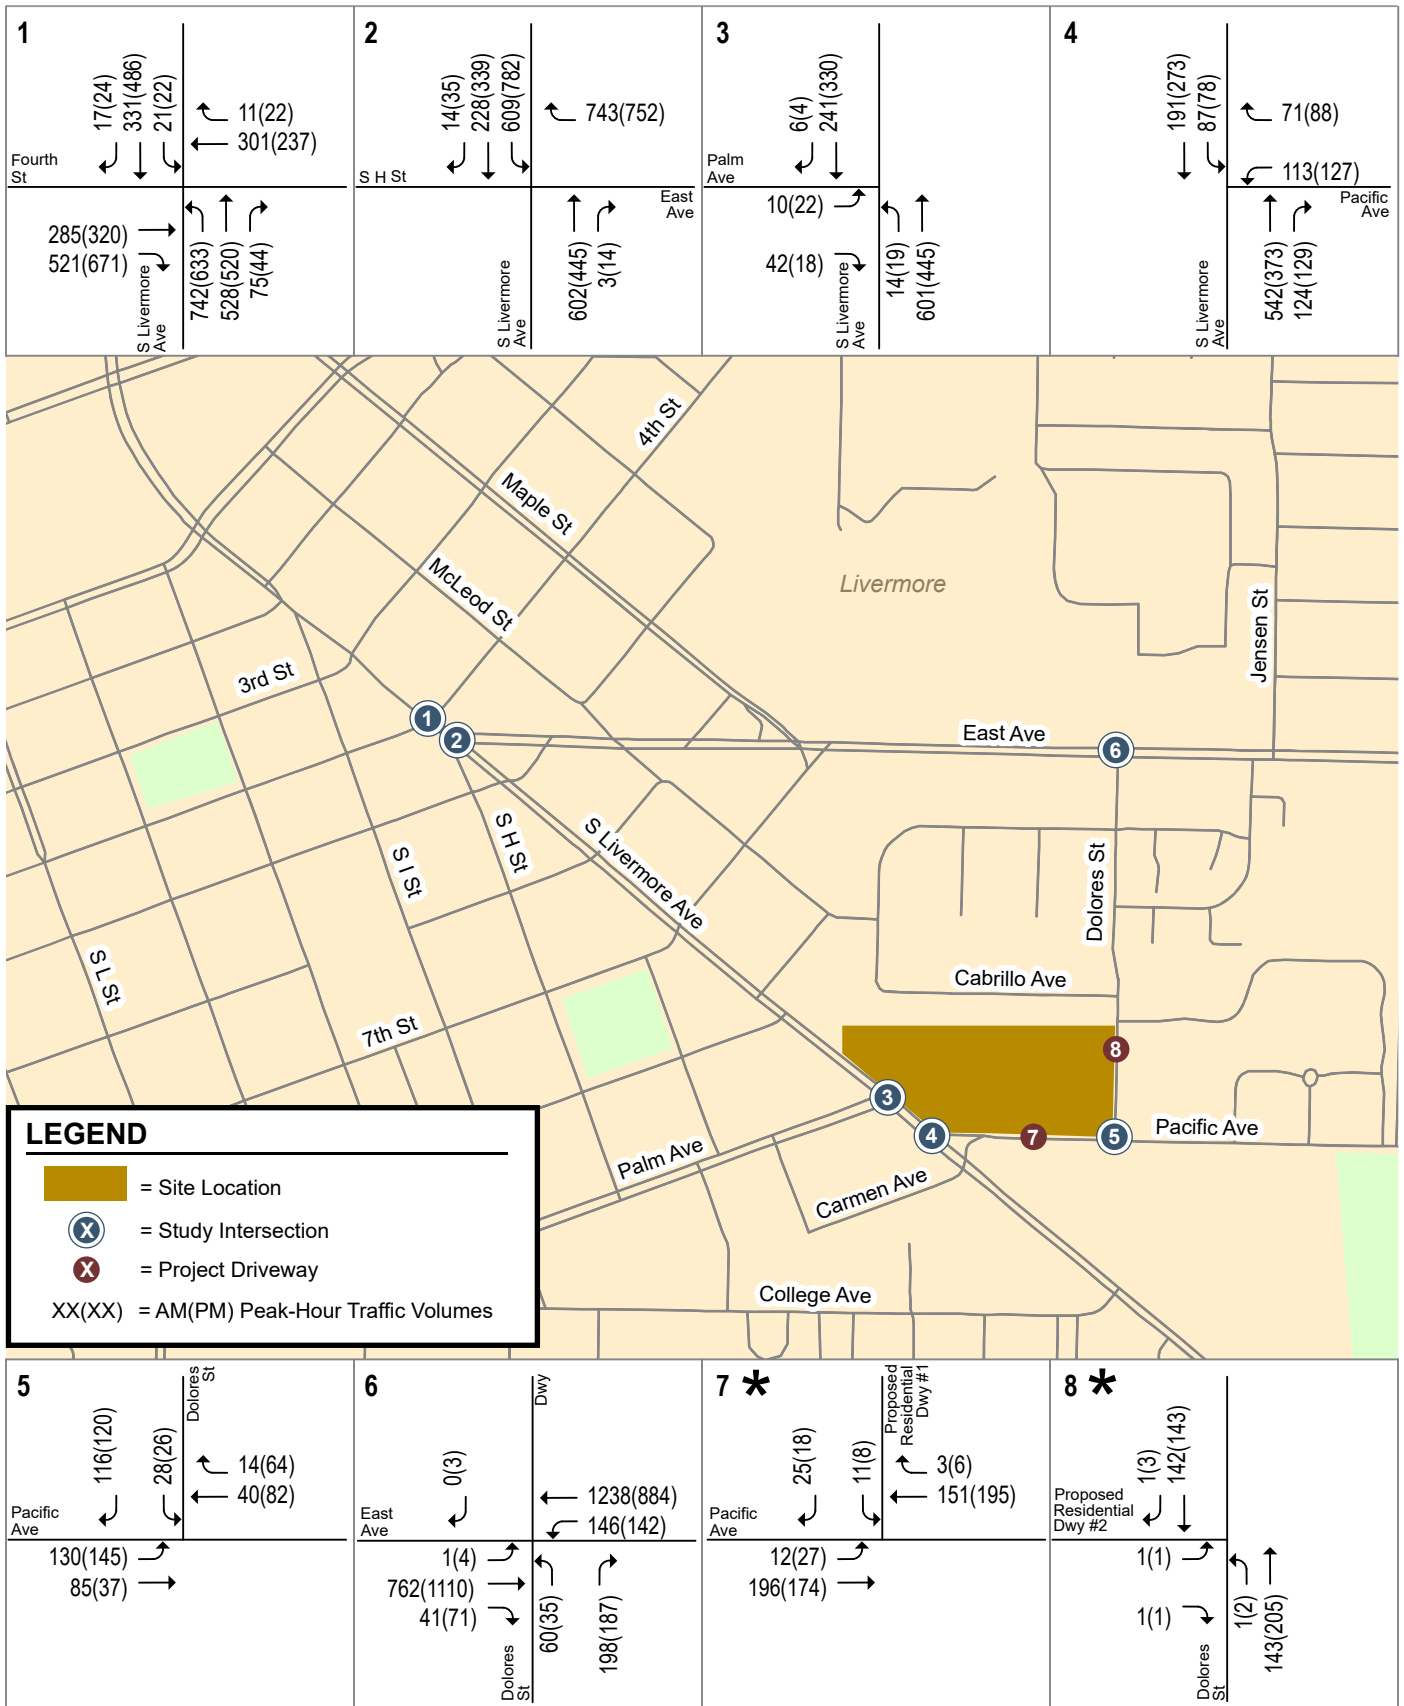 1
17(24)
331(486)
21(22)
11(22)
301(237)
Fourth
St
285(320)
521(671)
742(633)
528(520)
75(44)
S Livermore
Ave
2
14(35)
228(339)
609(782)
743(752)
S H St
East
Ave
602(445)
3(14)
S Livermore
Ave
3
6(4)
241(330)
Palm
Ave
10(22)
42(18)
14(19)
601(445)
S Livermore
Ave
4
191(273)
87(78)
71(88)
113(127)
Pacific
Ave
542(373)
124(129)
S Livermore
Ave
4th St
Maple St
McLeod St
Livermore
Jensen St
3rd St
1
2
East Ave
6
S H St
S Livermore Ave
S I St
Dolores St
S L St
Cabrillo Ave
7th St
8
3
4
7
5
Pacific Ave
Palm Ave
Carmen Ave
College Ave
LEGEND
= Site Location
X = Study Intersection
X = Project Driveway
XX(XX) = AM(PM) Peak-Hour Traffic Volumes
5
Dolores
St
116(120)
28(26)
14(64)
40(82)
Pacific
Ave
130(145)
85(37)
6
Dwy
0(3)
1238(884)
146(142)
East
Ave
1(4)
762(1110)
41(71)
60(35)
198(187)
Dolores
St
7 *
Proposed
Residential
Dwy #1
25(18)
11(8)
3(6)
151(195)
Pacific
Ave
12(27)
196(174)
8 *
1(3)
142(143)
Proposed
Residential
Dwy #2
1(1)
1(1)
1(2)
143(205)
Dolores
St